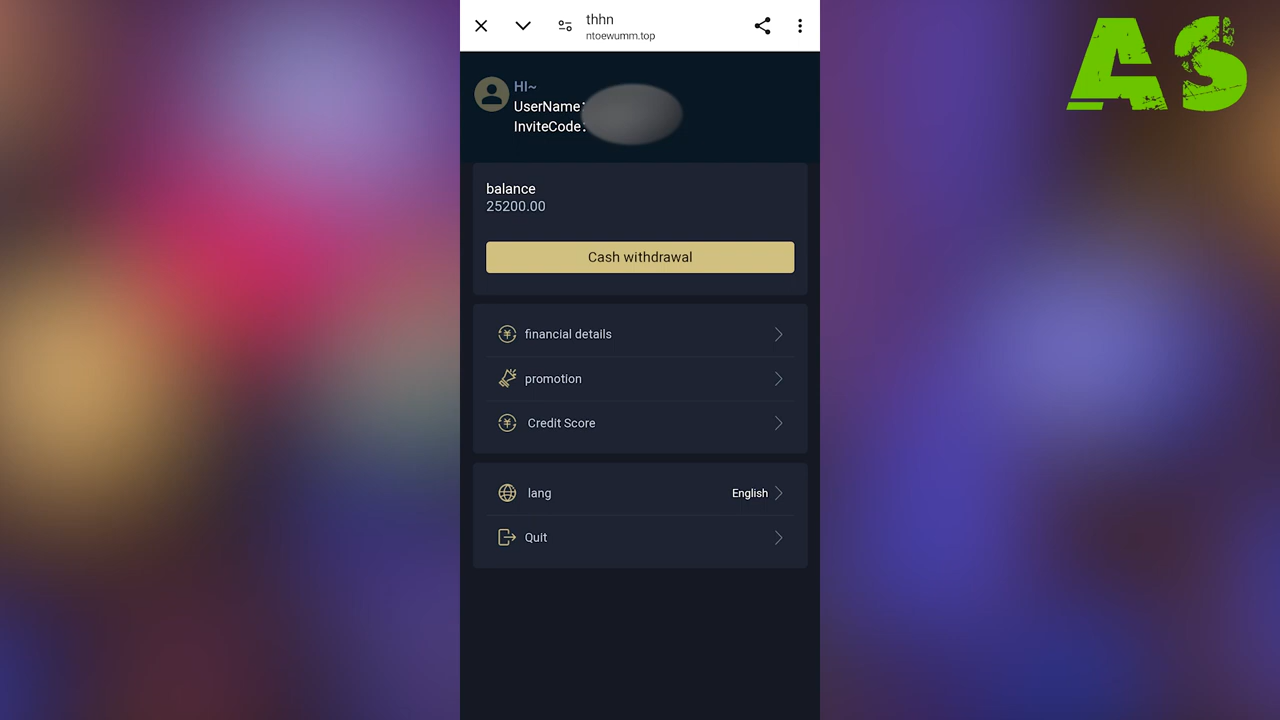 thhn
ntoewumm.top
AS
HI~
UserName:
InviteCode:
balance
25200.00
Cash withdrawal
financial details
promotion
Credit Score
lang English
Quit